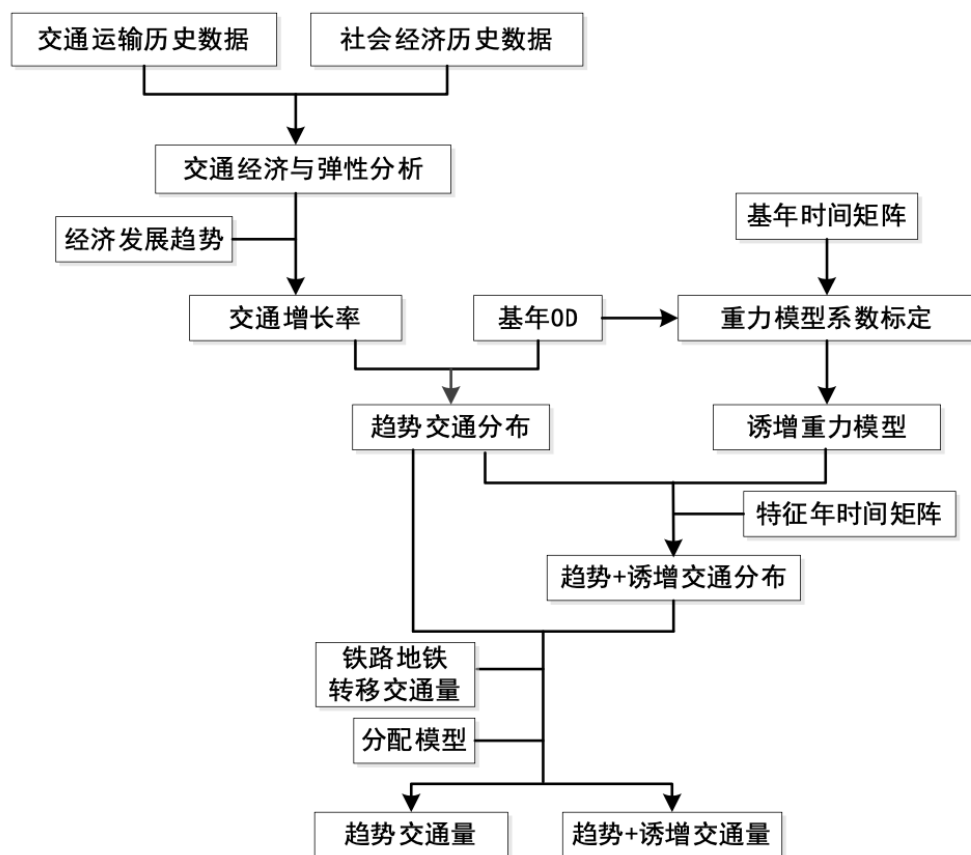 交通运输历史数据
社会经济历史数据
交通经济与弹性分析
经济发展趋势
基年时间矩阵
交通增长率
基年OD
重力模型系数标定
趋势交通分布
诱增重力模型
特征年时间矩阵
趋势+诱增交通分布
铁路地铁
转移交通量
分配模型
趋势交通量
趋势+诱增交通量